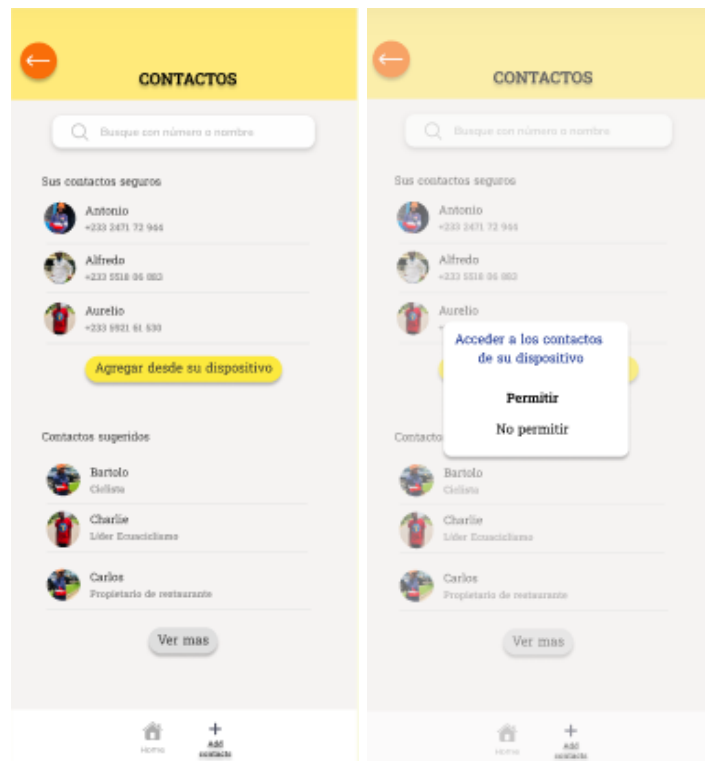 CONTACTOS
Busque con número o nombre
Sus contactos seguros
Antonio
+233 2471 72 944
Alfredo
+233 5518 06 083
Aurelio
+233 5921 61 530
Agregar desde su dispositivo
Contactos sugeridos
Bartolo
Ciclista
Charlie
Líder Ecuaciclismo
Carlos
Propietario de restaurante
Ver mas
Home
Add
contacts
CONTACTOS
Busque con número o nombre
Sus contactos seguros
Antonio
+233 2471 72 944
Alfredo
+233 5518 06 083
Aurelio
Acceder a los contactos
de su dispositivo
Permitir
No permitir
Contacto
Bartolo
Ciclista
Charlie
Líder Ecuaciclismo
Carlos
Propietario de restaurante
Ver mas
Home
Add
contacts